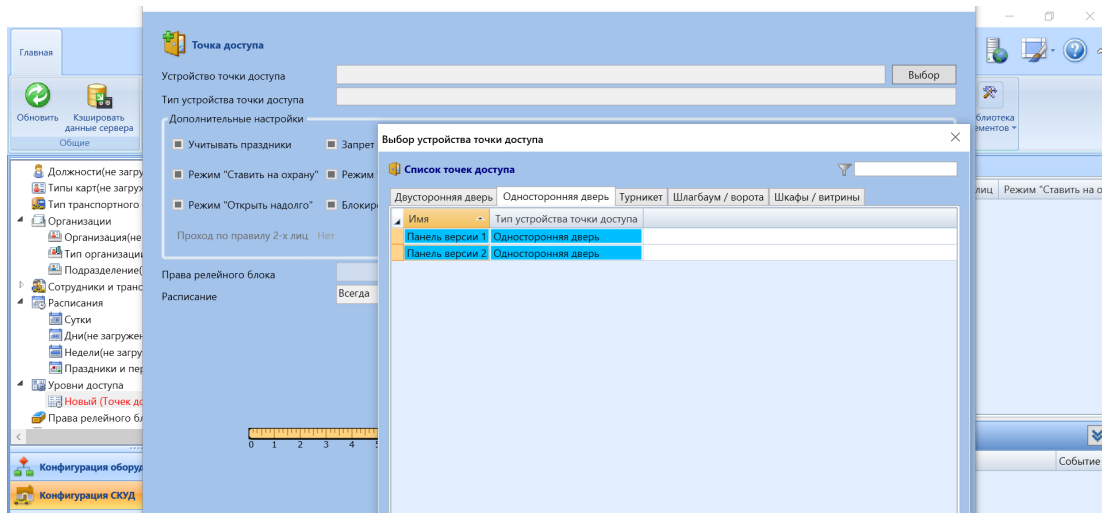 Главная
Обновить
Кэшировать
данные сервера
Общие
Точка доступа
Устройство точки доступа
Выбор
Тип устройства точки доступа
Дополнительные настройки
Учитывать праздники
Запрет
Режим "Ставить на охрану"
Режим
Режим "Открыть надолго"
Блокир
Проход по правилу 2-х лиц
Нет
Права релейного блока
Расписание
Всегда
0 1 2 3 4
Выбор устройства точки доступа
Список точек доступа
Двусторонняя дверь
Односторонняя дверь
Турникет
Шлагбаум / ворота
Шкафы / витрины
Имя
Тип устройства точки доступа
Панель версии 1
Односторонняя дверь
Панель версии 2
Односторонняя дверь
Должности(не загру
Типы карт(не загруж
Тип транспортного
Организации
Организация(не
Тип организации
Подразделение(
Сотрудники и транс
Расписания
Сутки
Дни(не загружен
Недели(не загру
Праздники и пер
Уровни доступа
Новый (Точек до
Права релейного бл
Конфигурация оборуд
Конфигурация СКУД
блиотека
ементов
лиц
Режим "Ставить на о
Событие